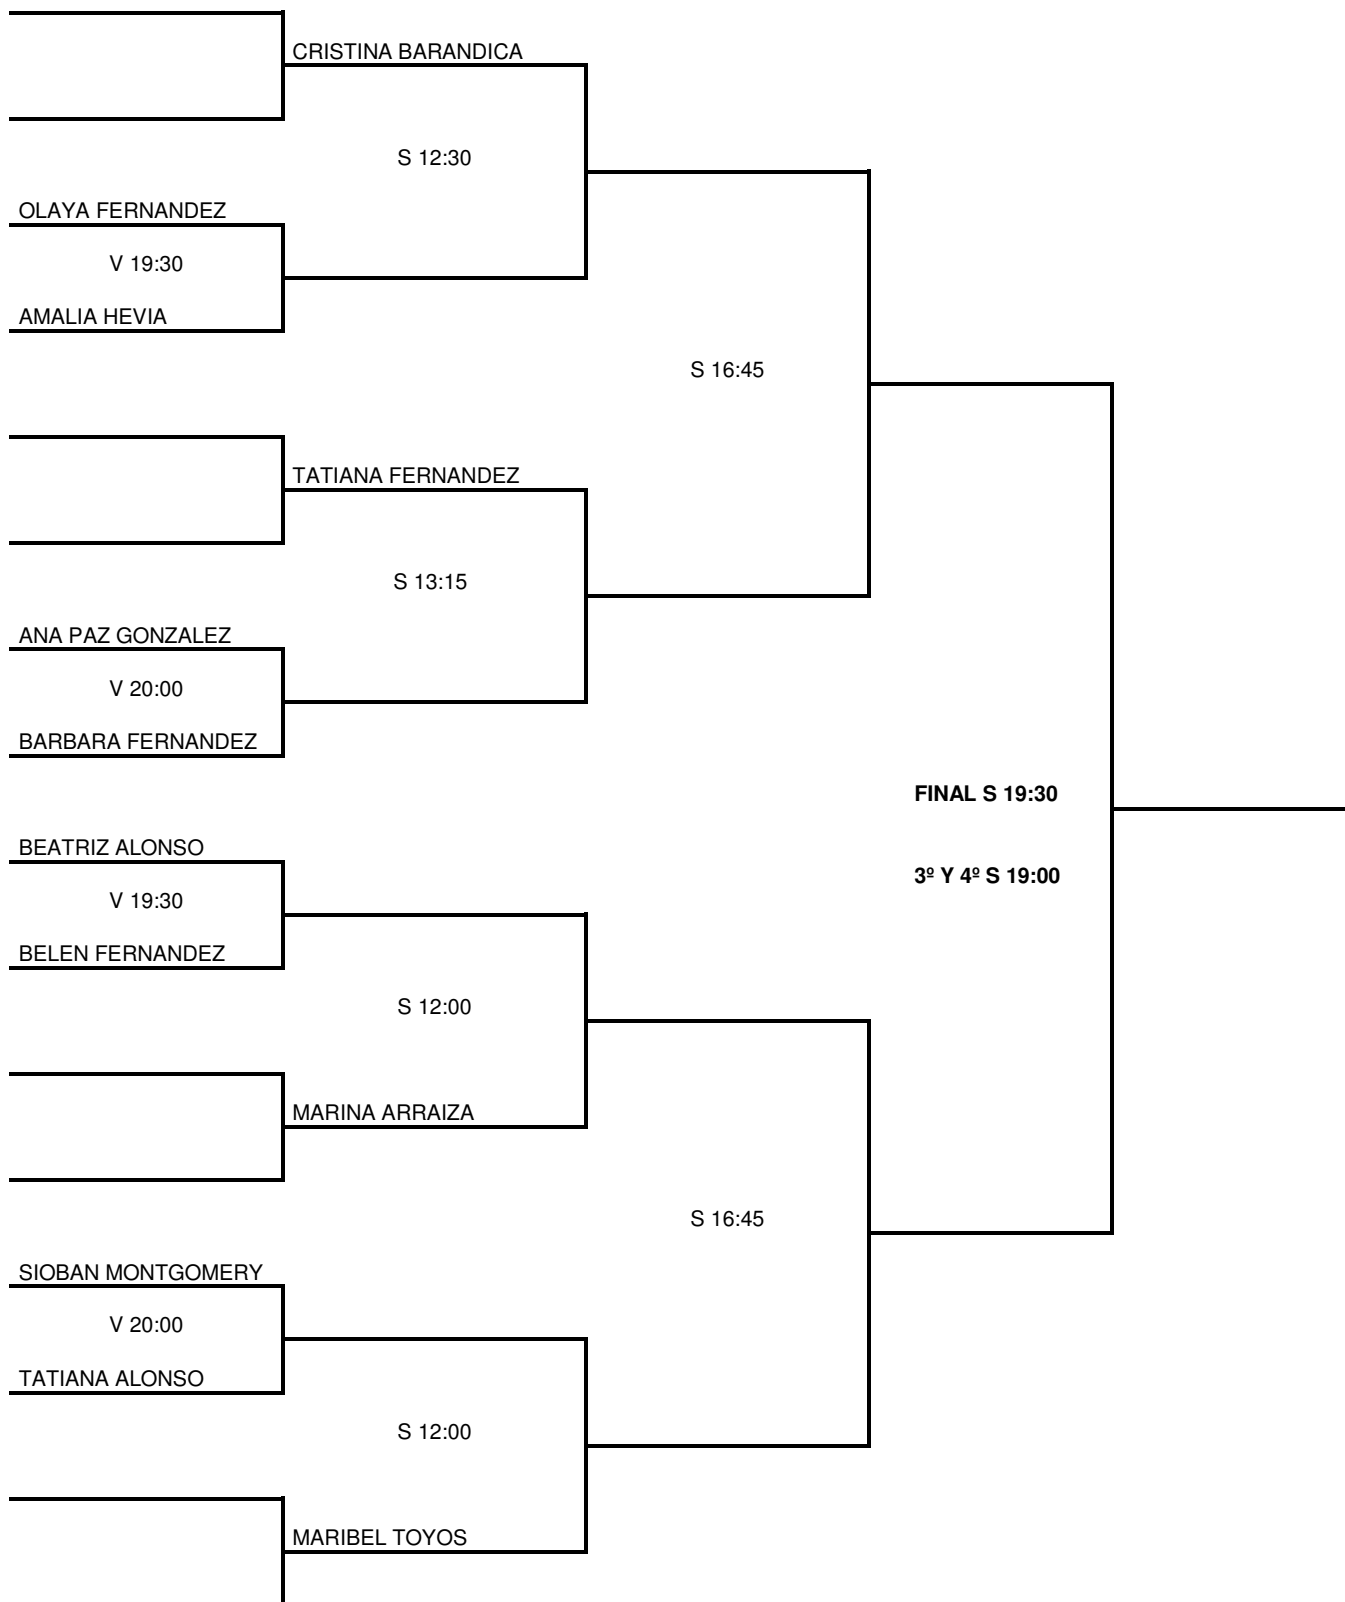 CRISTINA BARANDICA
S 12:30
OLAYA FERNANDEZ
V 19:30
AMALIA HEVIA
S 16:45
TATIANA FERNANDEZ
S 13:15
ANA PAZ GONZALEZ
V 20:00
BARBARA FERNANDEZ
FINAL S 19:30
BEATRIZ ALONSO
3º Y 4º S 19:00
V 19:30
BELEN FERNANDEZ
S 12:00
MARINA ARRAIZA
S 16:45
SIOBAN MONTGOMERY
V 20:00
TATIANA ALONSO
S 12:00
MARIBEL TOYOS